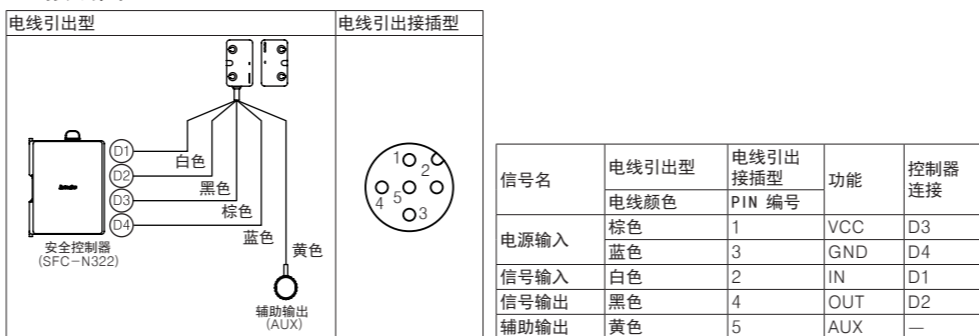 电线引出型 电线引出接插型
D1
D2
D3
D4
白色
黑色
棕色
蓝色
黄色
安全控制器
(SFC-N322)
辅助输出
(AUX)
1
2
5
4
3
信号名 电线引出型 电线引出接插型 功能 控制器连接
电线颜色 PIN 编号
电源输入 棕色 1 VCC D3
蓝色 3 GND D4
信号输入 白色 2 IN D1
信号输出 黑色 4 OUT D2
辅助输出 黄色 5 AUX —